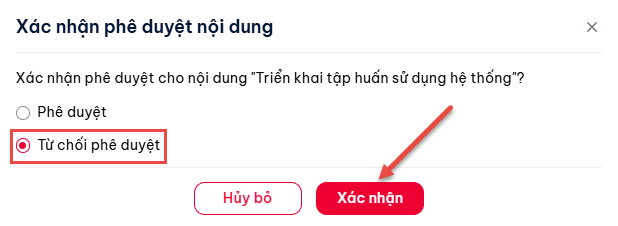 Xác nhận phê duyệt nội dung
Xác nhận phê duyệt cho nội dung "Triển khai tập huấn sử dụng hệ thống"?
Phê duyệt
Từ chối phê duyệt
Hủy bỏ
Xác nhận